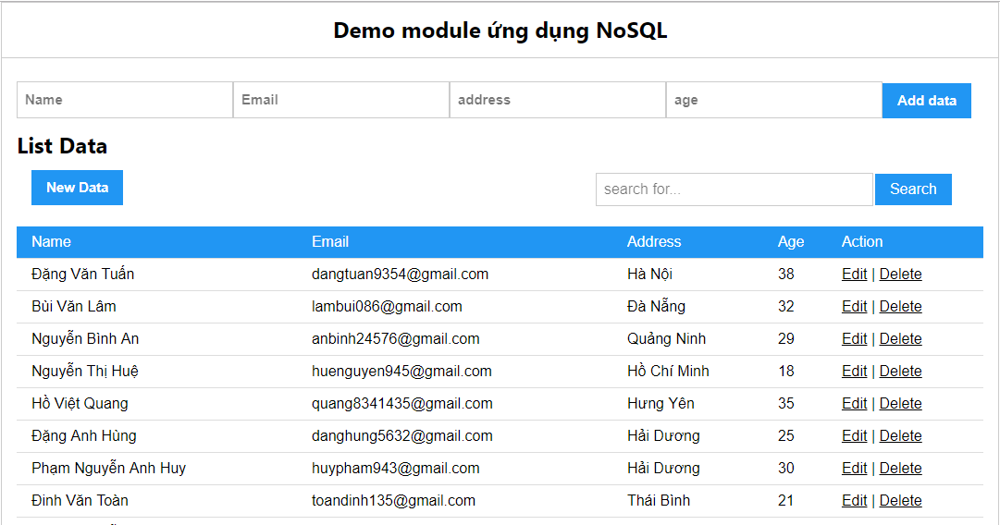 Demo module ứng dụng NoSQL
Name Email address age Add data
List Data
New Data search for... Search
Name Email Address Age Action
Đặng Văn Tuấn dangtuan9354@gmail.com Hà Nội 38 Edit | Delete
Bùi Văn Lâm lambui086@gmail.com Đà Nẵng 32 Edit | Delete
Nguyễn Bình An anbinh24576@gmail.com Quảng Ninh 29 Edit | Delete
Nguyễn Thị Huệ huenguyen945@gmail.com Hồ Chí Minh 18 Edit | Delete
Hồ Việt Quang quang8341435@gmail.com Hưng Yên 35 Edit | Delete
Đặng Anh Hùng danghung5632@gmail.com Hải Dương 25 Edit | Delete
Phạm Nguyễn Anh Huy huypham943@gmail.com Hải Dương 30 Edit | Delete
Đinh Văn Toàn toandinh135@gmail.com Thái Bình 21 Edit | Delete